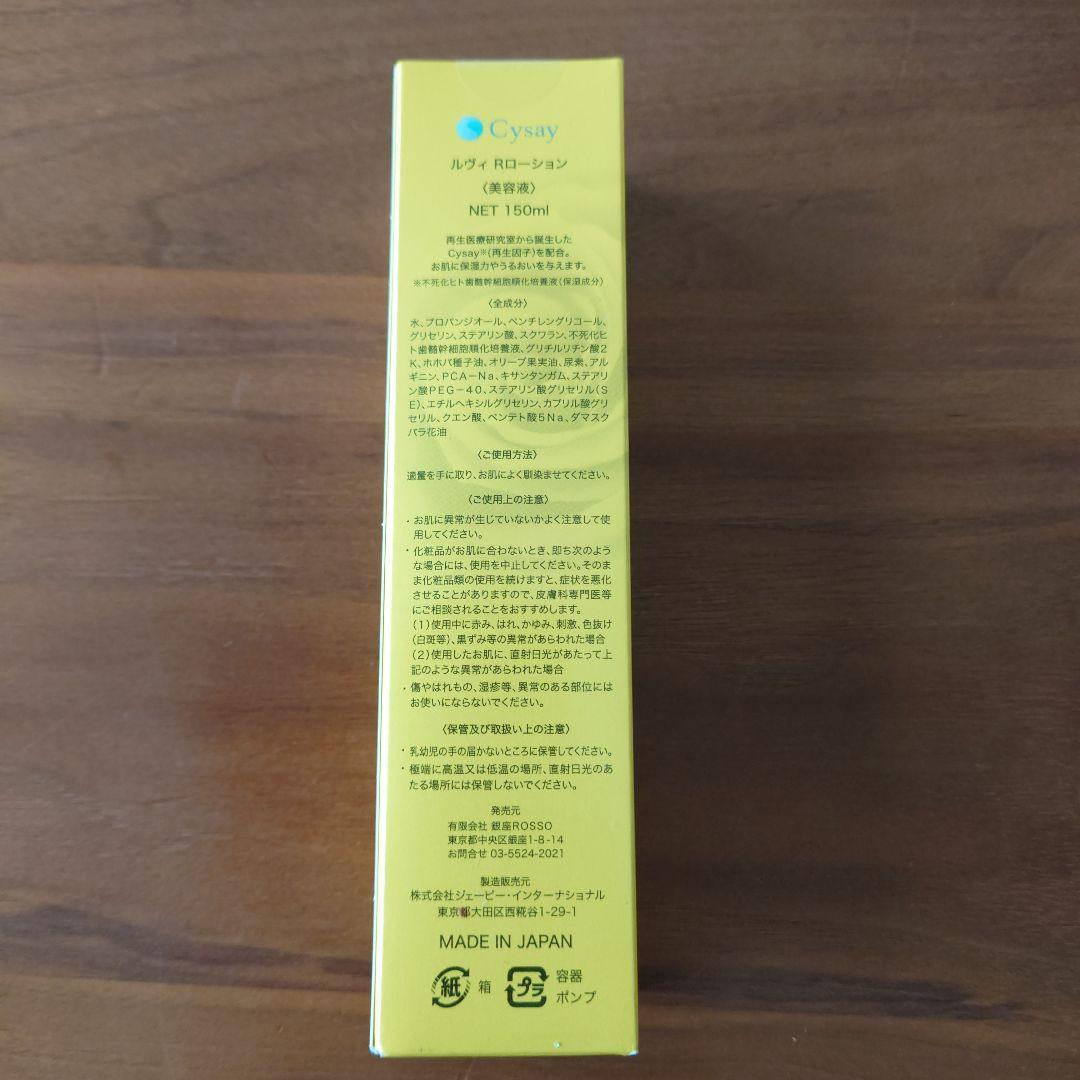 Cysay
ルヴィ Rローション
〈美容液〉
NET 150ml
再生医療研究室から誕生した
Cysay※(再生因子)を配合。
お肌に保湿力やうるおいを与えます。
※不死化ヒト歯髄幹細胞順化培養液(保湿成分)
〈全成分〉
水、プロパンジオール、ペンチレングリコール、
グリセリン、ステアリン酸、スクワラン、不死化ヒ
ト歯髄幹細胞順化培養液、グリチルリチン酸2
K、ホホバ種子油、オリーブ果実油、尿素、アル
ギニン、PCA-Na、キサンタンガム、ステアリ
ン酸PEG-40、ステアリン酸グリセリル(S
E)、エチルヘキシルグリセリン、カプリル酸グリ
セリル、クエン酸、ペンテト酸5Na、ダマスク
バラ花油
〈ご使用方法〉
適量を手に取り、お肌によく馴染ませてください。
〈ご使用上の注意〉
・お肌に異常が生じていないかよく注意して使
用してください。
・化粧品がお肌に合わないとき、即ち次のよう
な場合には、使用を中止してください。そのま
ま化粧品類の使用を続けますと、症状を悪化
させることがありますので、皮膚科専門医等
にご相談されることをおすすめします。
(1)使用中に赤み、はれ、かゆみ、刺激、色抜け
(白斑等)、黒ずみ等の異常があらわれた場合
(2)使用したお肌に、直射日光があたって上
記のような異常があらわれた場合
・傷やはれもの、湿疹等、異常のある部位には
お使いにならないでください。
〈保管及び取扱い上の注意〉
・乳幼児の手の届かないところに保管してください。
・極端に高温又は低温の場所、直射日光のあ
たる場所には保管しないでください。
発売元
有限会社 銀座ROSSO
東京都中央区銀座1-8-14
お問合せ 03-5524-2021
製造販売元
株式会社ジェーピー・インターナショナル
東京都大田区西糀谷1-29-1
MADE IN JAPAN
紙 箱 プラ 容器
ポンプ